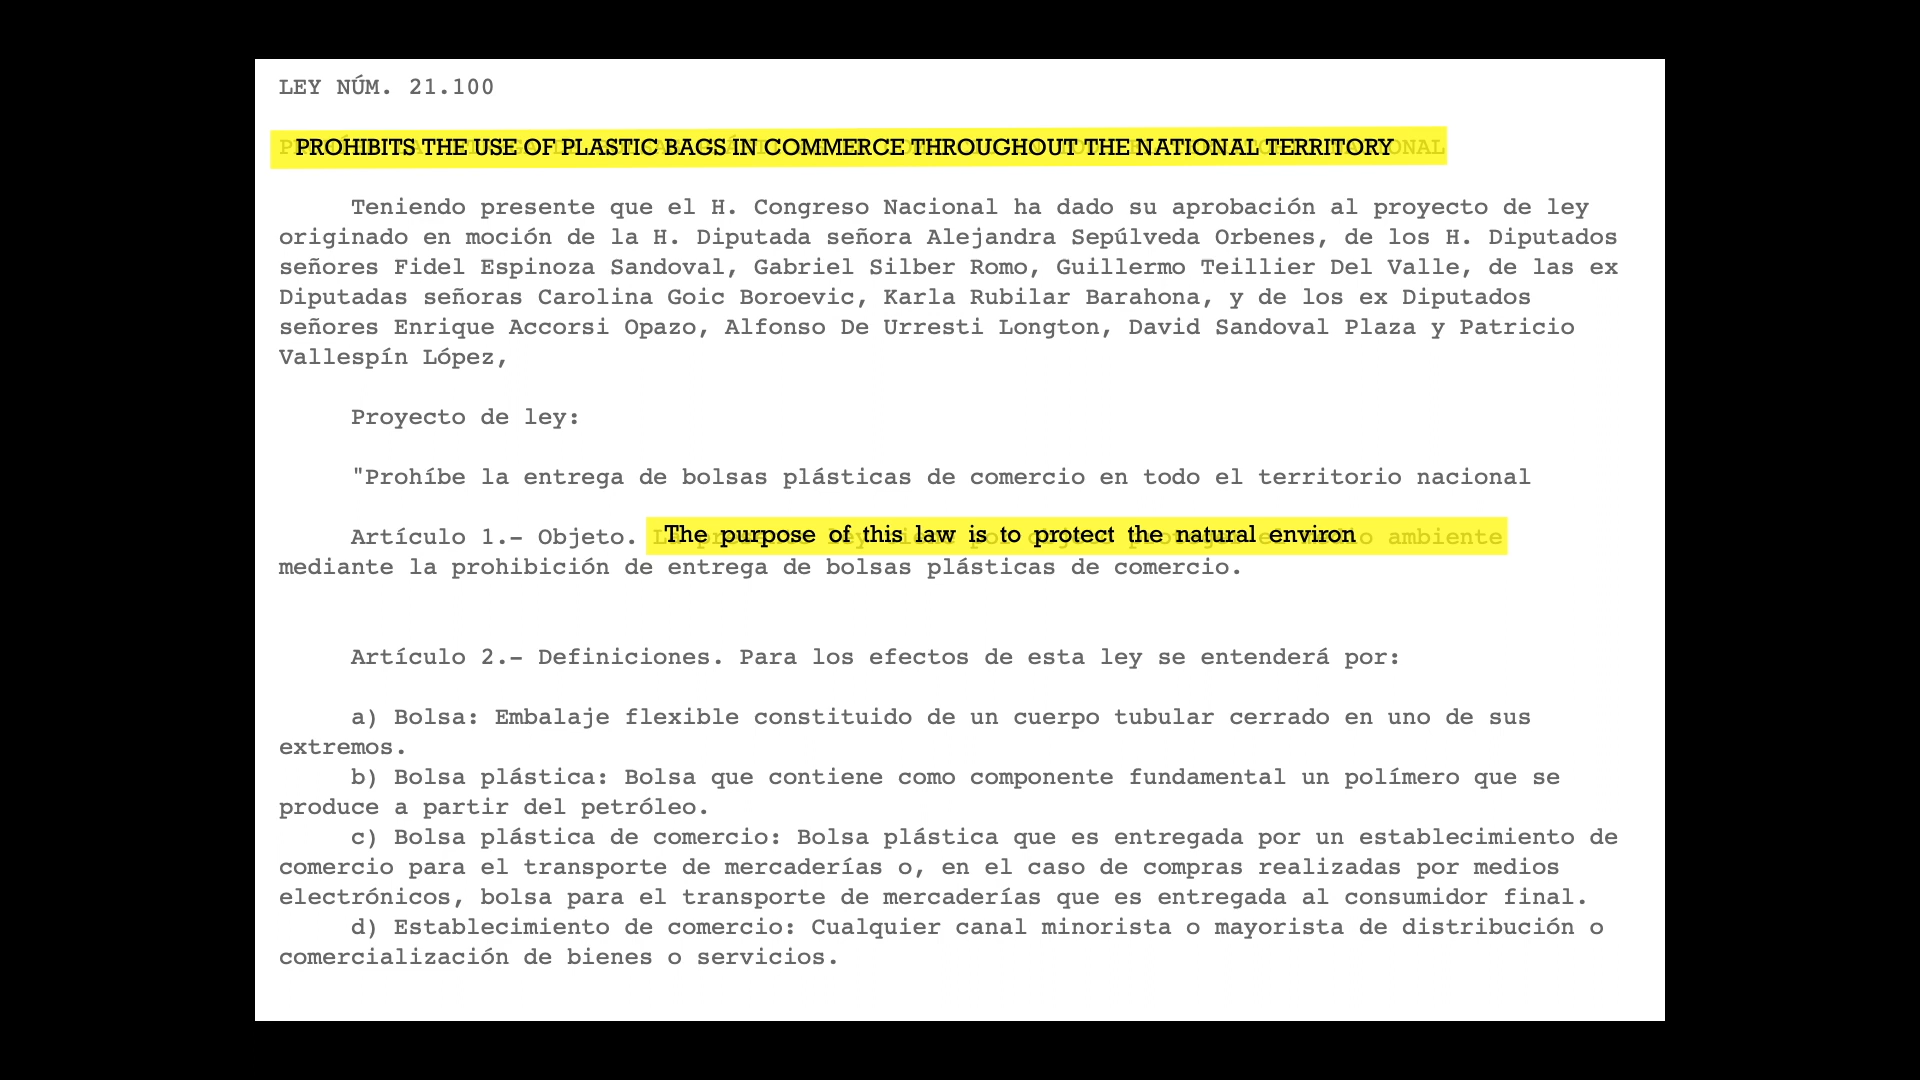 LEY NÚM. 21.100
PROHIBITS THE USE OF PLASTIC BAGS IN COMMERCE THROUGHOUT THE NATIONAL TERRITORY
Teniendo presente que el H. Congreso Nacional ha dado su aprobación al proyecto de ley
originado en moción de la H. Diputada señora Alejandra Sepúlveda Orbenes, de los H. Diputados
señores Fidel Espinoza Sandoval, Gabriel Silber Romo, Guillermo Teillier Del Valle, de las ex
Diputadas señoras Carolina Goic Boroevic, Karla Rubilar Barahona, y de los ex Diputados
señores Enrique Accorsi Opazo, Alfonso De Urresti Longton, David Sandoval Plaza y Patricio
Vallespín López,
Proyecto de ley:
"Prohíbe la entrega de bolsas plásticas de comercio en todo el territorio nacional
Artículo 1.- Objeto. The purpose of this law is to protect the natural environ ambiente
mediante la prohibición de entrega de bolsas plásticas de comercio.
Artículo 2.- Definiciones. Para los efectos de esta ley se entenderá por:
a) Bolsa: Embalaje flexible constituido de un cuerpo tubular cerrado en uno de sus
extremos.
b) Bolsa plástica: Bolsa que contiene como componente fundamental un polímero que se
produce a partir del petróleo.
c) Bolsa plástica de comercio: Bolsa plástica que es entregada por un establecimiento de
comercio para el transporte de mercaderías o, en el caso de compras realizadas por medios
electrónicos, bolsa para el transporte de mercaderías que es entregada al consumidor final.
d) Establecimiento de comercio: Cualquier canal minorista o mayorista de distribución o
comercialización de bienes o servicios.